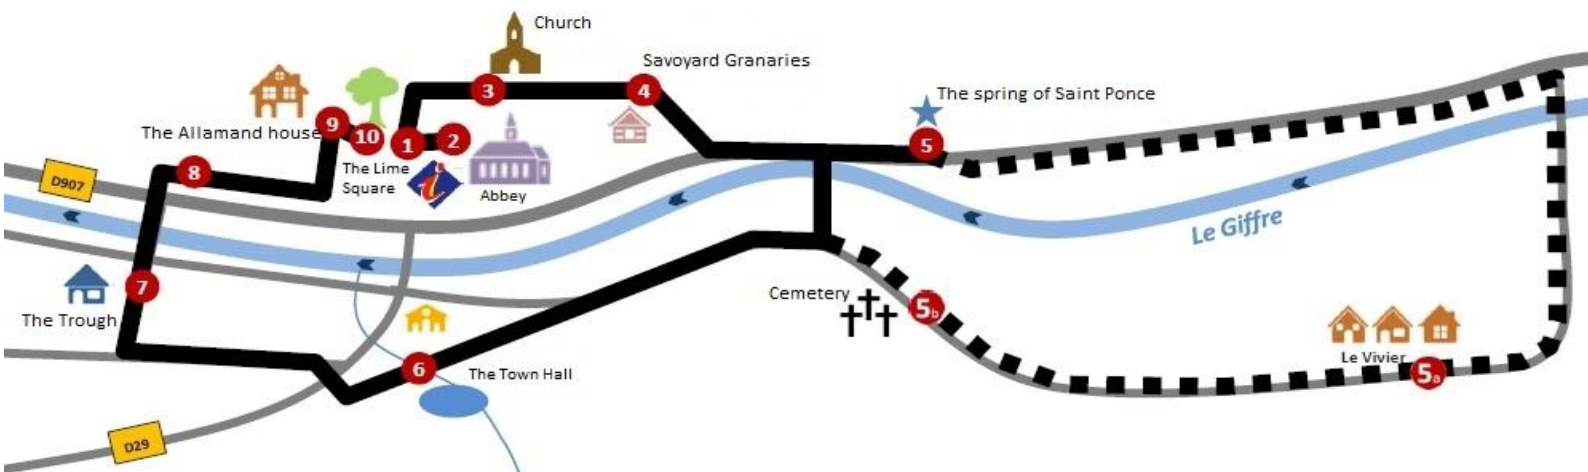 Church
3
Savoyard Granaries
4
The spring of Saint Ponce
5
9
10
The Allamand house
1
2
The Lime
Square
i
Abbey
8
D907
Le Giffre
7
The Trough
Cemetery
5b
Le Vivier
5a
6
The Town Hall
D29